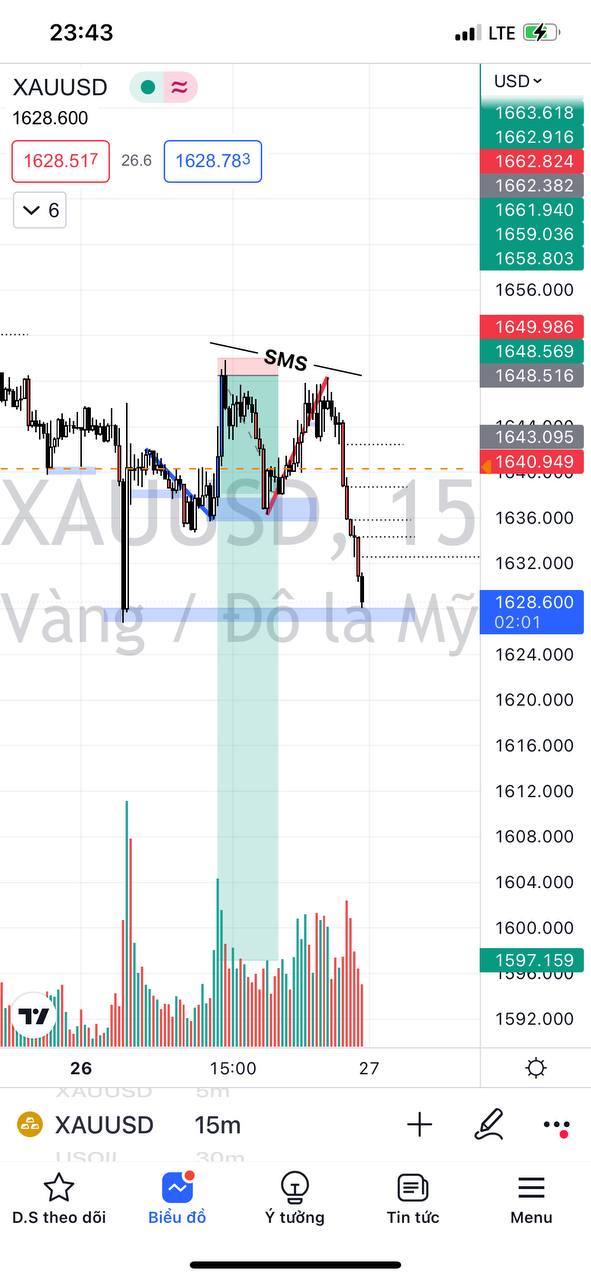 23:43
LTE
XAUUSD
USD
1628.600
1663.618
1662.916
1628.517 26.6 1628.783
1662.824
1662.382
6
1661.940
1659.036
1658.803
1656.000
1649.986
SMS
1648.569
1648.516
1643.095
1640.949
XAUUSD, 15
1636.000
1632.000
1628.600
02:01
Vàng / Đô la Mỹ
1624.000
1620.000
1616.000
1612.000
1608.000
1604.000
1600.000
1597.159
1596.000
1592.000
26 15:00 27
XAUUSD 5m
XAUUSD 15m
USOIL 30m
D.S theo dõi Biểu đồ Ý tưởng Tin tức Menu